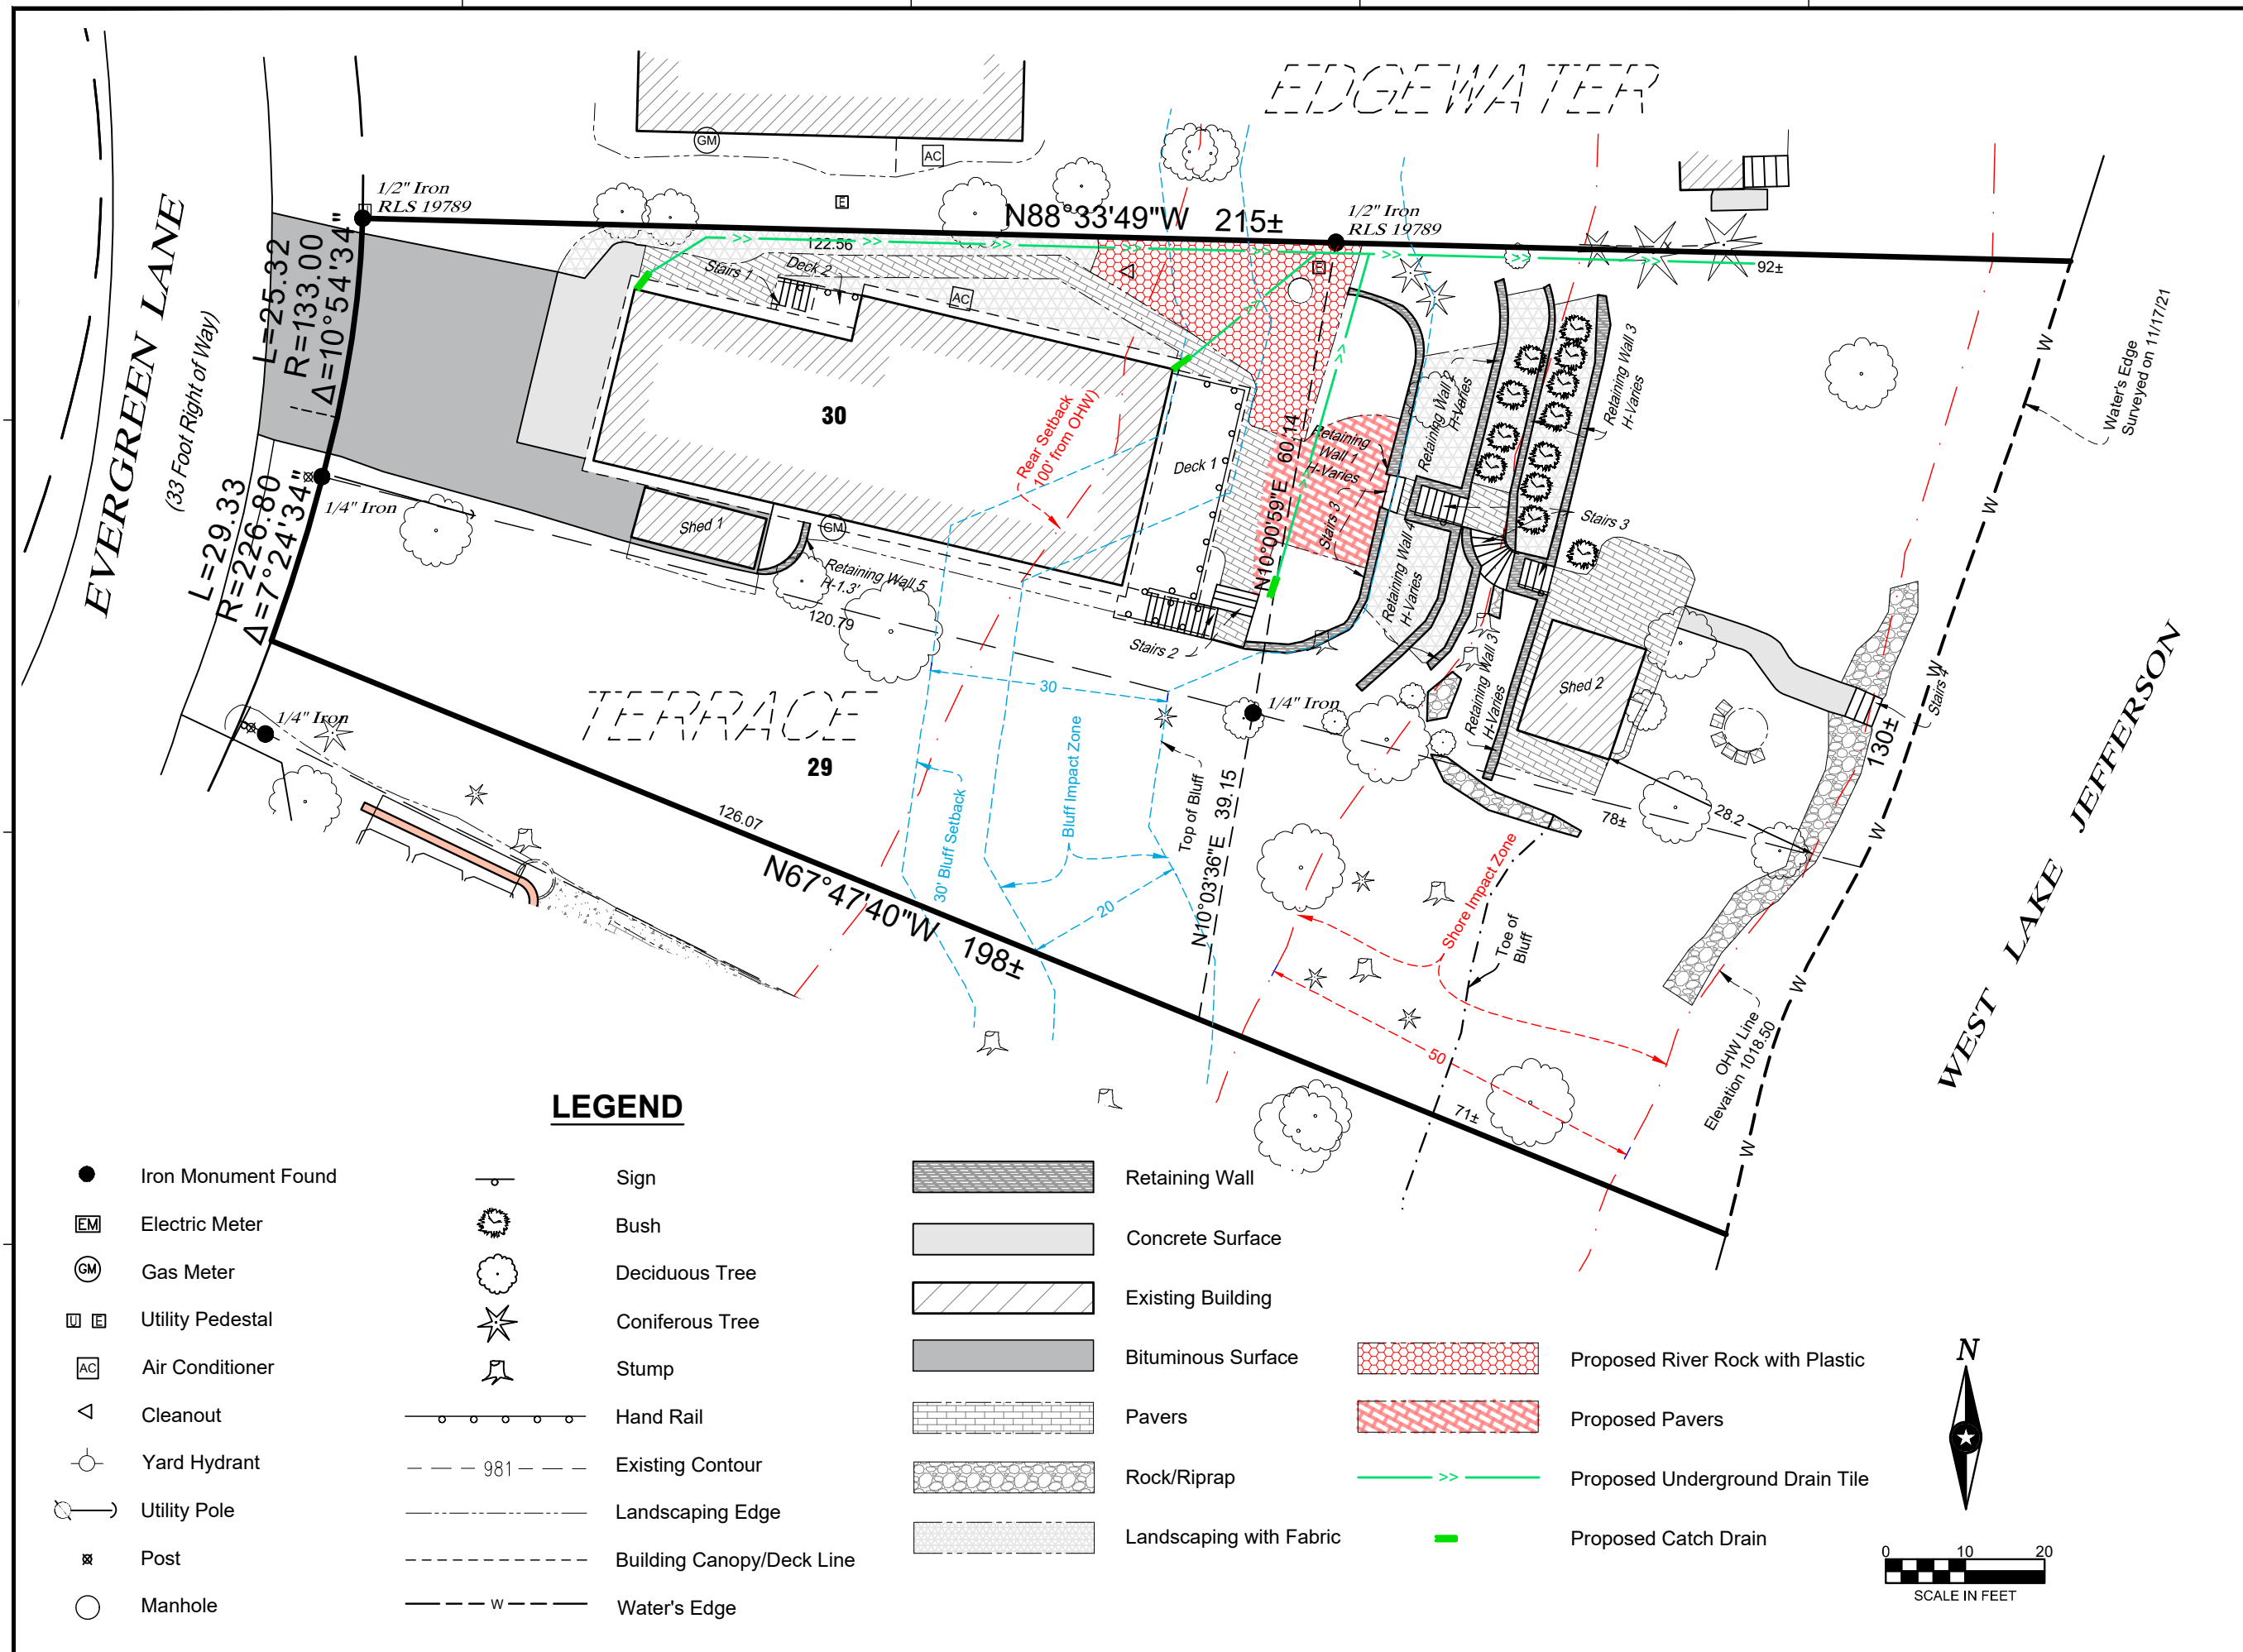 EDGEWATER
EVERGREEN LANE
(33 Foot Right of Way)
1/2" Iron
RLS 19789
L=25.32
R=133.00
Δ=10°54'34"
L=29.33
R=226.80
Δ=7°24'34"
1/4" Iron
1/4" Iron
GM
AC
E
N88°33'49"W 215±
122.56
1/2" Iron
RLS 19789
92±
Stairs 1
Deck 2
AC
E
30
Rear Setback
100' from OHW)
Deck 1
N10°00'59"E 60.14
Retaining
Wall 1
H-Varies
Retaining Wall 2
H-Varies
Retaining Wall 3
H-Varies
Stairs 3
Stairs 3
Retaining Wall 4
H-Varies
Retaining Wall 3
H-Varies
Shed 1
GM
Retaining Wall 5
H-1.3'
120.79
Stairs 2
Shed 2
Stairs 4
130±
Water's Edge
Surveyed on 11/17/21
W
W
W
W
W
W
WEST LAKE JEFFERSON
TERRACE
29
30
30' Bluff Setback
Bluff Impact Zone
Top of Bluff
20
1/4" Iron
N10°03'36"E 39.15
126.07
N67°47'40"W 198±
78±
28.2
Shore Impact Zone
Toe of
Bluff
50
71±
OHW Line
Elevation 1018.50
LEGEND
Iron Monument Found
EM Electric Meter
GM Gas Meter
U E Utility Pedestal
AC Air Conditioner
Cleanout
Yard Hydrant
Utility Pole
Post
Manhole
Sign
Bush
Deciduous Tree
Coniferous Tree
Stump
Hand Rail
981 Existing Contour
Landscaping Edge
Building Canopy/Deck Line
W Water's Edge
Retaining Wall
Concrete Surface
Existing Building
Bituminous Surface
Pavers
Rock/Riprap
Landscaping with Fabric
Proposed River Rock with Plastic
Proposed Pavers
>> Proposed Underground Drain Tile
Proposed Catch Drain
N
0 10 20
SCALE IN FEET